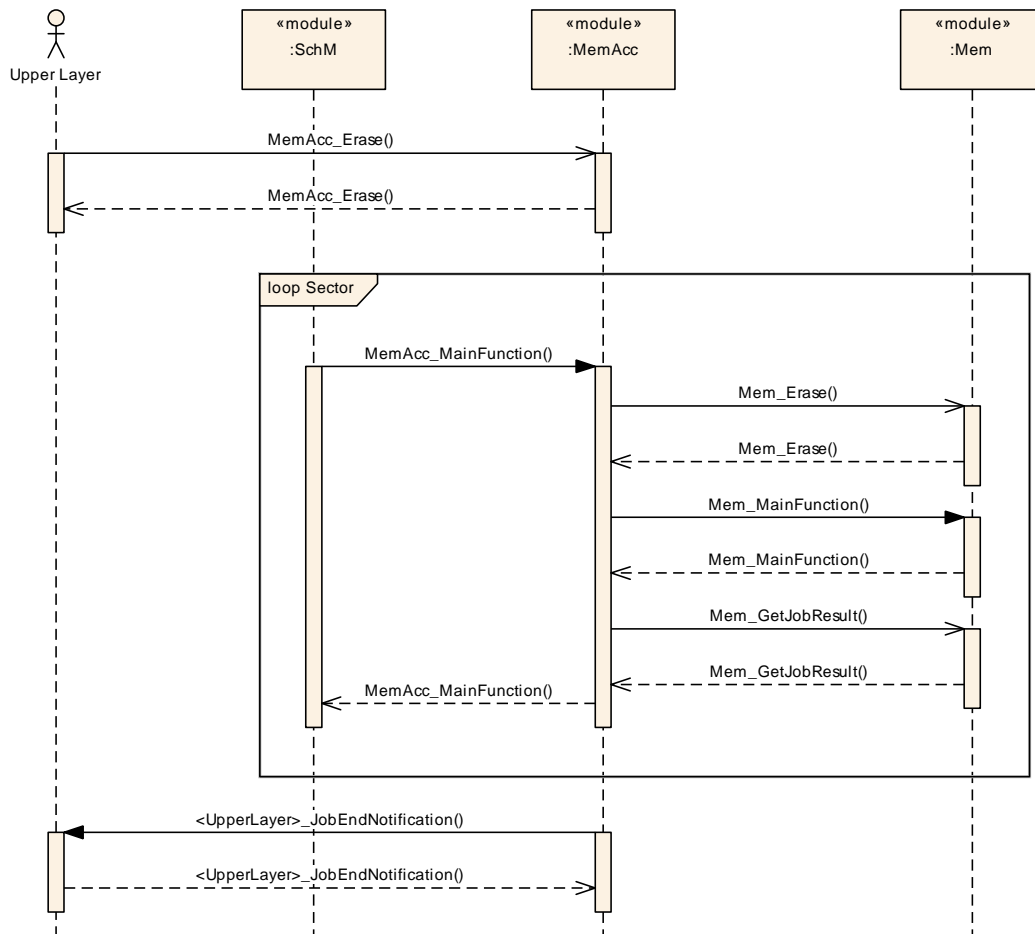 «module»
:SchM
«module»
:MemAcc
«module»
:Mem
Upper Layer
MemAcc_Erase()
MemAcc_Erase()
loop Sector
MemAcc_MainFunction()
Mem_Erase()
Mem_Erase()
Mem_MainFunction()
Mem_MainFunction()
Mem_GetJobResult()
Mem_GetJobResult()
MemAcc_MainFunction()
<UpperLayer>_JobEndNotification()
<UpperLayer>_JobEndNotification()